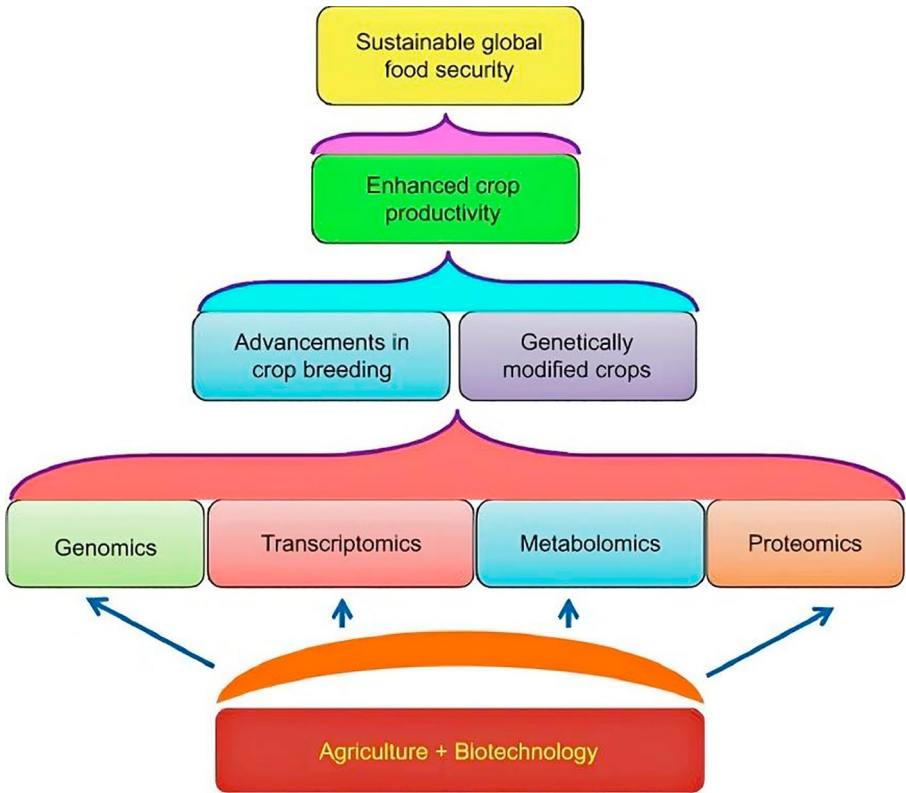 Sustainable global
food security
Enhanced crop
productivity
Advancements in
crop breeding
Genetically
modified crops
Genomics
Transcriptomics
Metabolomics
Proteomics
Agriculture + Biotechnology